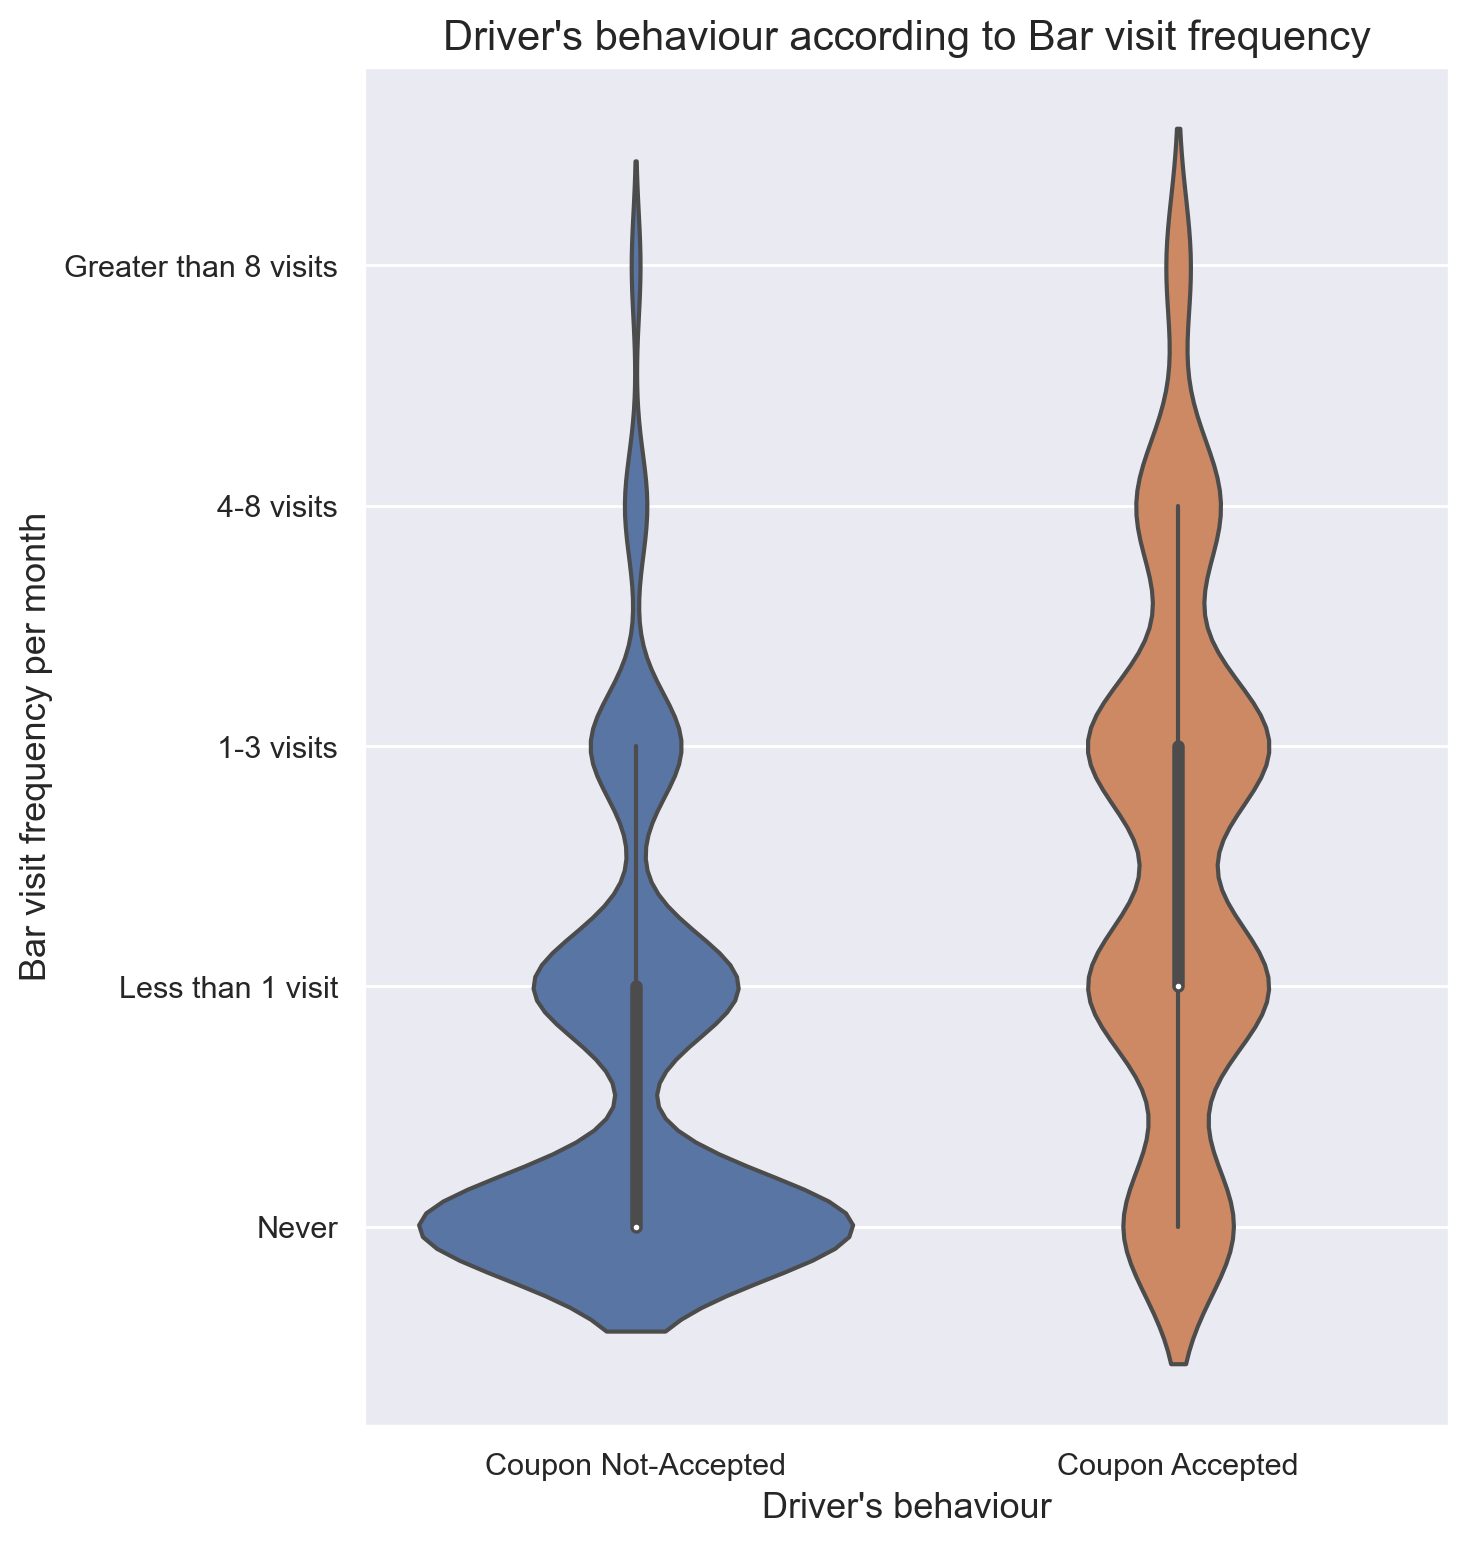 Driver's behaviour according to Bar visit frequency
Bar visit frequency per month
Greater than 8 visits
4-8 visits
1-3 visits
Less than 1 visit
Never
Coupon Not-Accepted
Coupon Accepted
Driver's behaviour